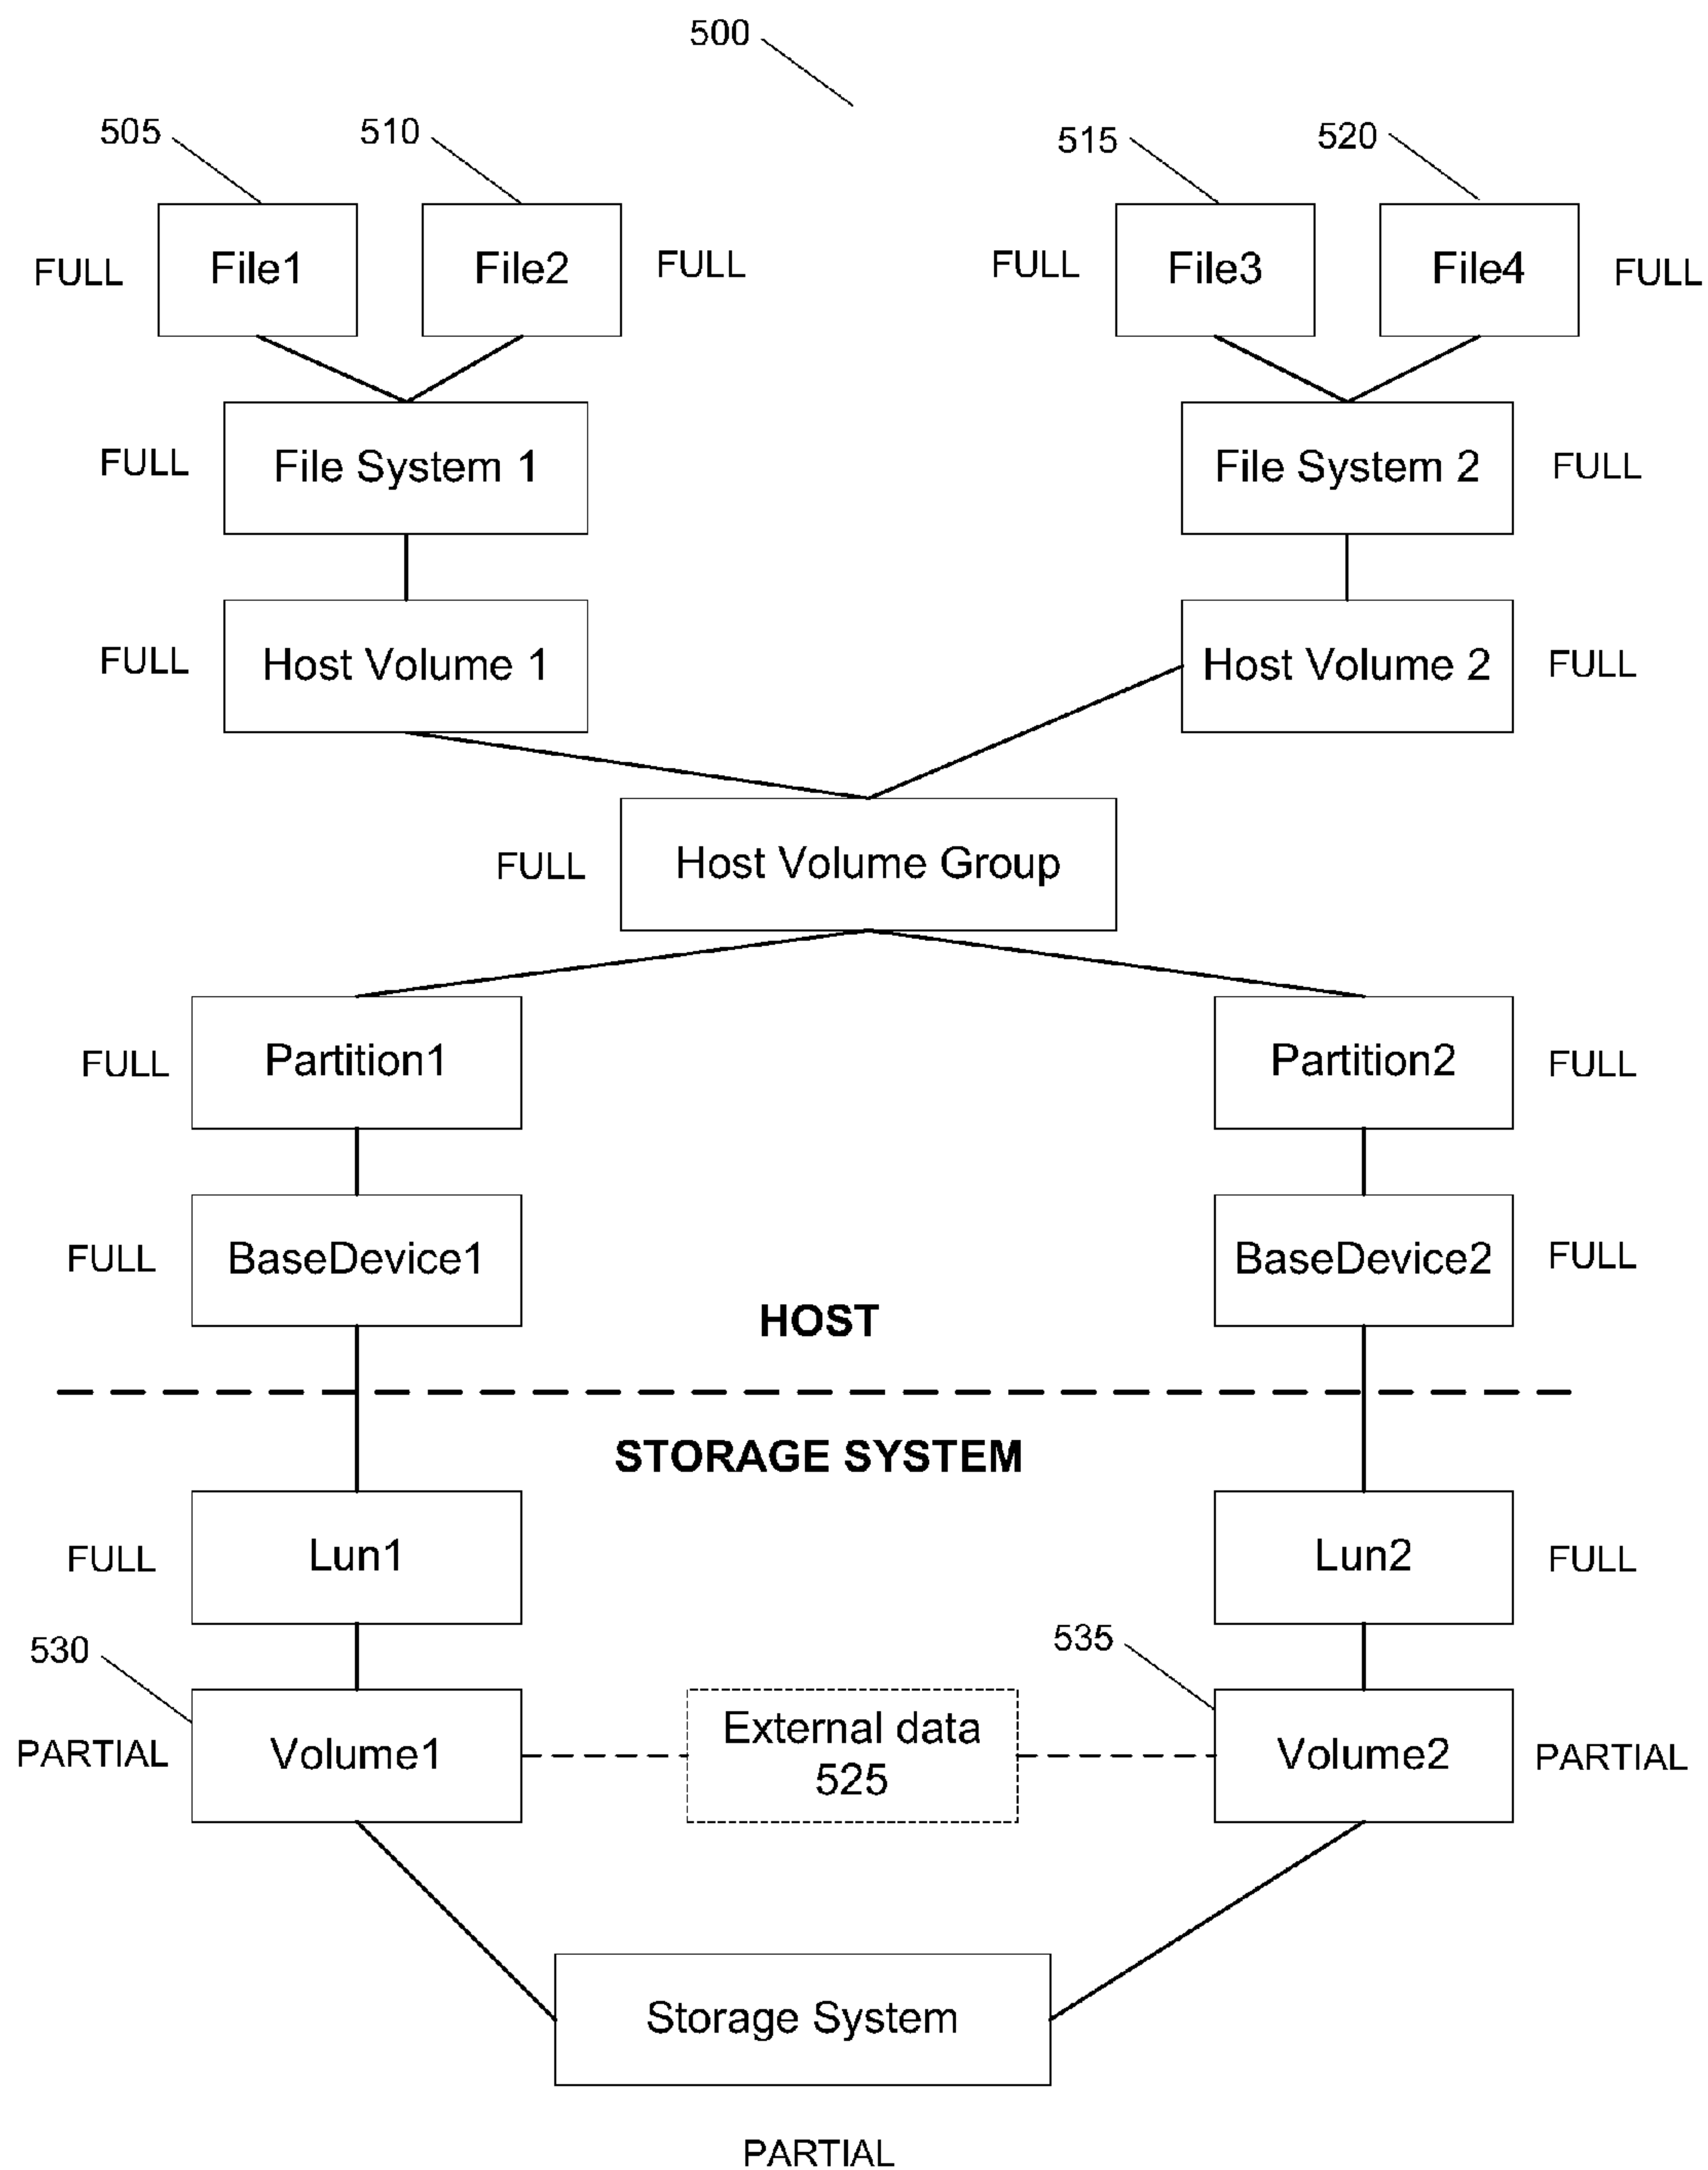 500
505
510
515
520
FULL
File1
File2
FULL
FULL
File3
File4
FULL
FULL
File System 1
File System 2
FULL
FULL
Host Volume 1
Host Volume 2
FULL
FULL
Host Volume Group
FULL
Partition1
Partition2
FULL
FULL
BaseDevice1
BaseDevice2
FULL
HOST
STORAGE SYSTEM
FULL
Lun1
Lun2
FULL
530
535
PARTIAL
Volume1
External data
525
Volume2
PARTIAL
Storage System
PARTIAL